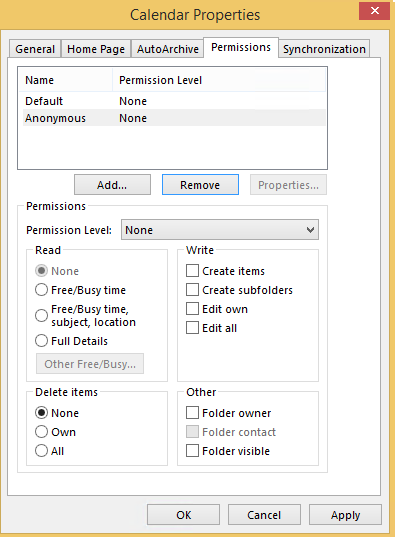 Calendar Properties
General Home Page AutoArchive Permissions Synchronization
Name Permission Level
Default None
Anonymous None
Add... Remove Properties...
Permissions
Permission Level: None
Read
None
Free/Busy time
Free/Busy time,
subject, location
Full Details
Other Free/Busy...
Write
Create items
Create subfolders
Edit own
Edit all
Delete items
None
Own
All
Other
Folder owner
Folder contact
Folder visible
OK Cancel Apply